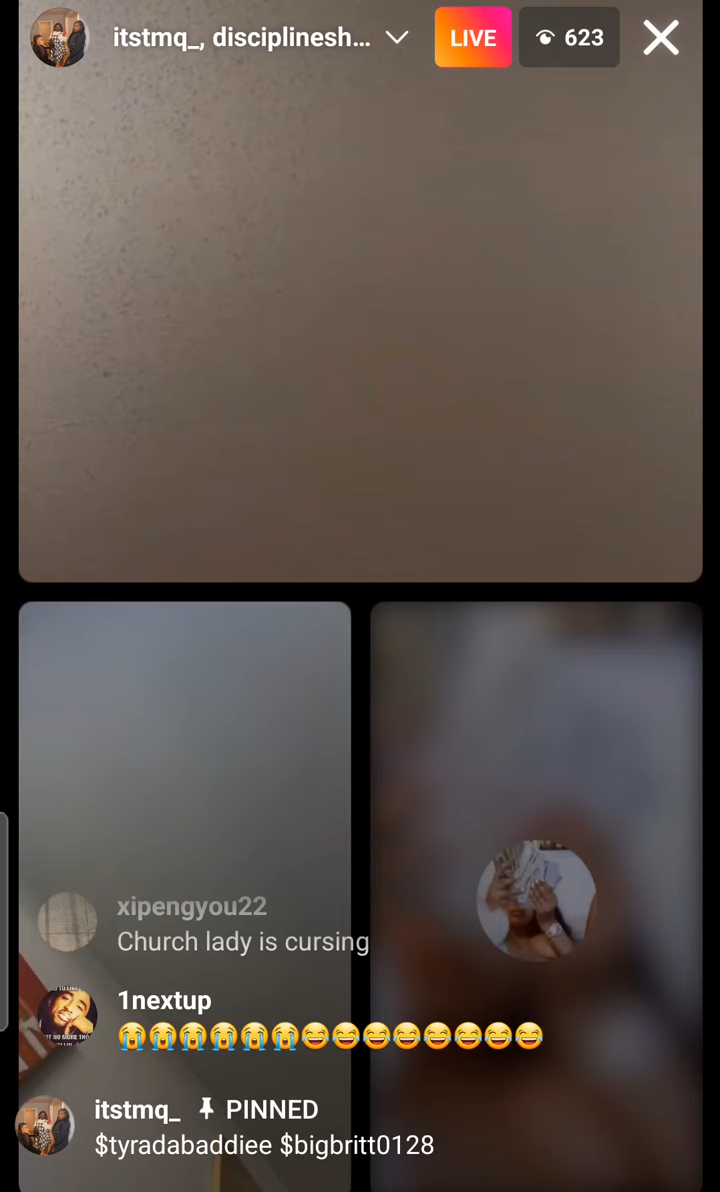 itstmq_, disciplinesh...
LIVE
623
xipengyou22
Church lady is cursing
1nextup
😭😭😭😭😭😭😂😂😂😂😂😂😂😂
itstmq_ 📌 PINNED
$tyradabaddiee $bigbritt0128